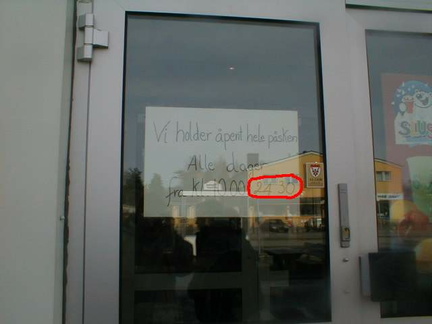 Vi holder åpent hele påsken
Alle dager
fra Kl 24 30